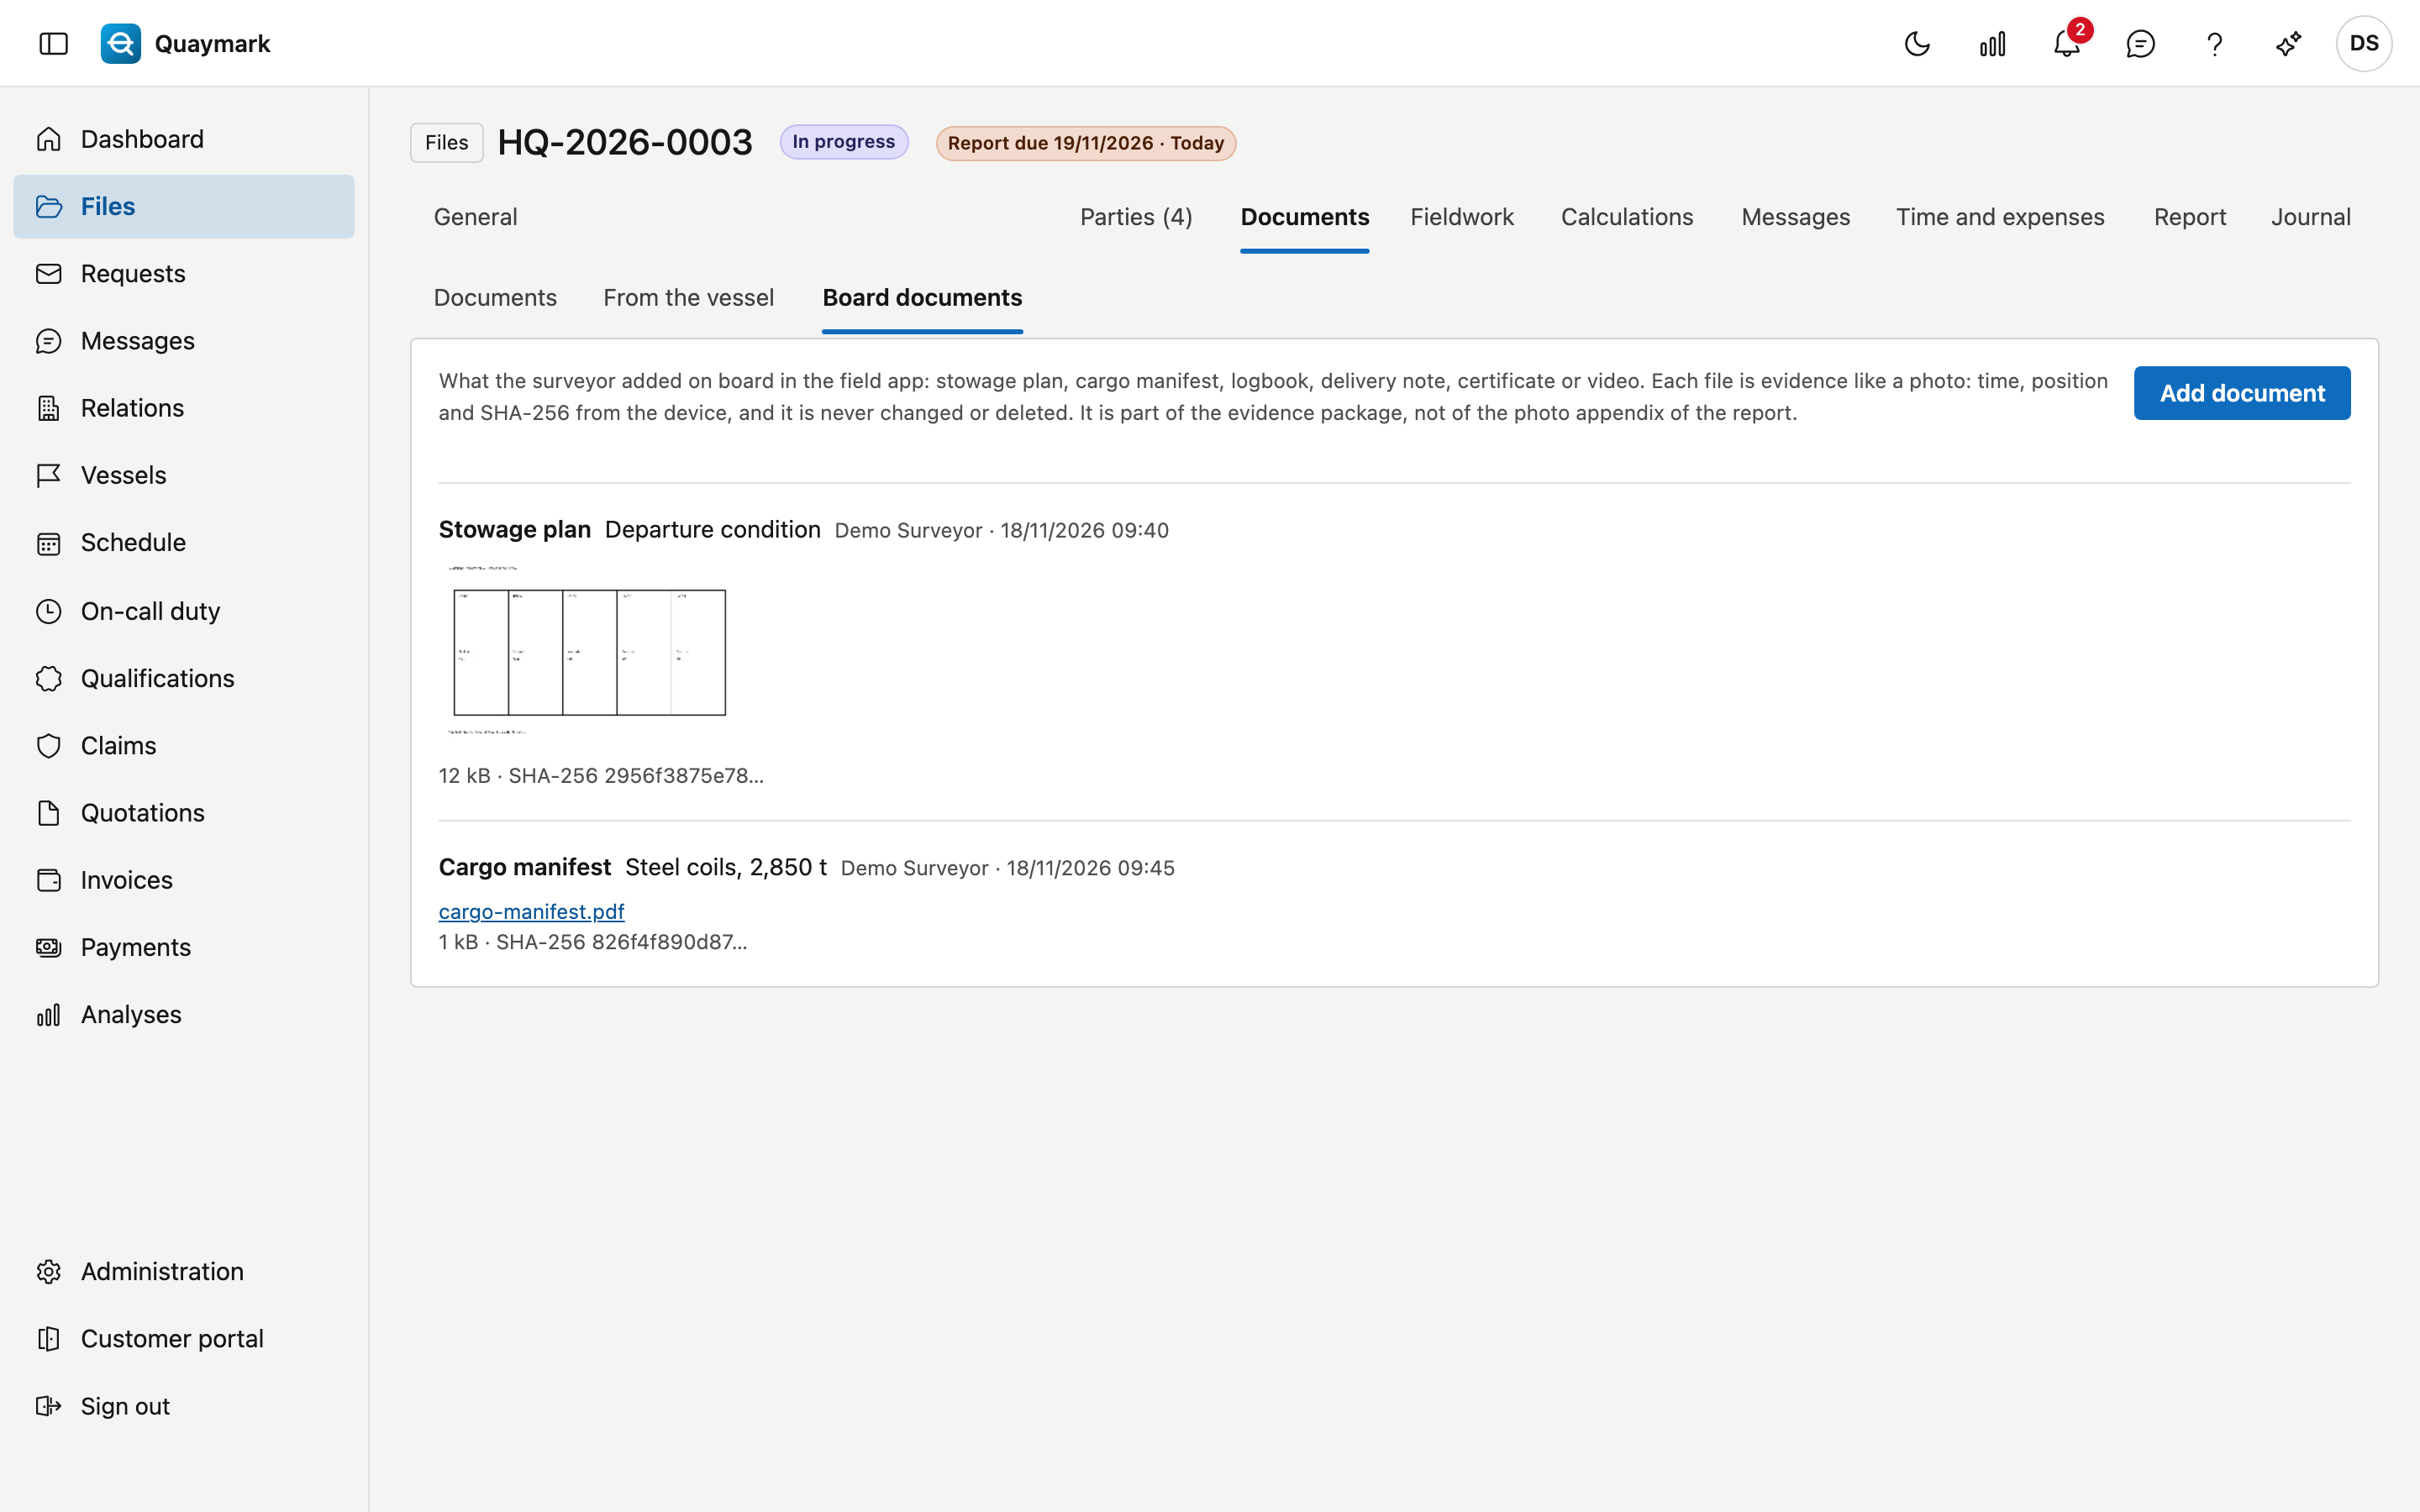 Quaymark
2
DS
Dashboard
Files
Requests
Messages
Relations
Vessels
Schedule
On-call duty
Qualifications
Claims
Quotations
Invoices
Payments
Analyses
Administration
Customer portal
Sign out
Files HQ-2026-0003 In progress Report due 19/11/2026 · Today
General Parties (4) Documents Fieldwork Calculations Messages Time and expenses Report Journal
Documents From the vessel Board documents
What the surveyor added on board in the field app: stowage plan, cargo manifest, logbook, delivery note, certificate or video. Each file is evidence like a photo: time, position
and SHA-256 from the device, and it is never changed or deleted. It is part of the evidence package, not of the photo appendix of the report.
Add document
Stowage plan Departure condition Demo Surveyor · 18/11/2026 09:40
12 kB · SHA-256 2956f3875e78...
Cargo manifest Steel coils, 2,850 t Demo Surveyor · 18/11/2026 09:45
cargo-manifest.pdf
1 kB · SHA-256 826f4f890d87...